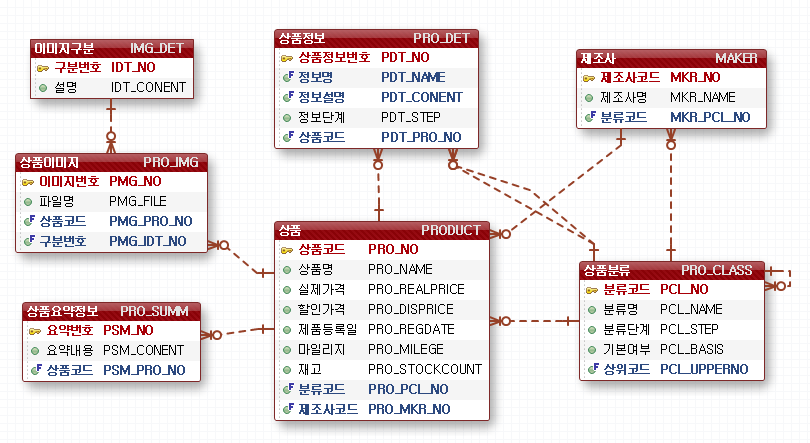 이미지구분 IMG_DET
구분번호 IDT_NO
설명 IDT_CONENT
상품정보 PRO_DET
상품정보번호 PDT_NO
정보명 PDT_NAME
정보설명 PDT_CONENT
정보단계 PDT_STEP
상품코드 PDT_PRO_NO
제조사 MAKER
제조사코드 MKR_NO
제조사명 MKR_NAME
분류코드 MKR_PCL_NO
상품이미지 PRO_IMG
이미지번호 PMG_NO
파일명 PMG_FILE
상품코드 PMG_PRO_NO
구분번호 PMG_IDT_NO
상품 PRODUCT
상품코드 PRO_NO
상품명 PRO_NAME
실제가격 PRO_REALPRICE
할인가격 PRO_DISPRICE
제품등록일 PRO_REGDATE
마일리지 PRO_MILEGE
재고 PRO_STOCKCOUNT
분류코드 PRO_PCL_NO
제조사코드 PRO_MKR_NO
상품분류 PRO_CLASS
분류코드 PCL_NO
분류명 PCL_NAME
분류단계 PCL_STEP
기본여부 PCL_BASIS
상위코드 PCL_UPPERNO
상품요약정보 PRO_SUMM
요약번호 PSM_NO
요약내용 PSM_CONENT
상품코드 PSM_PRO_NO